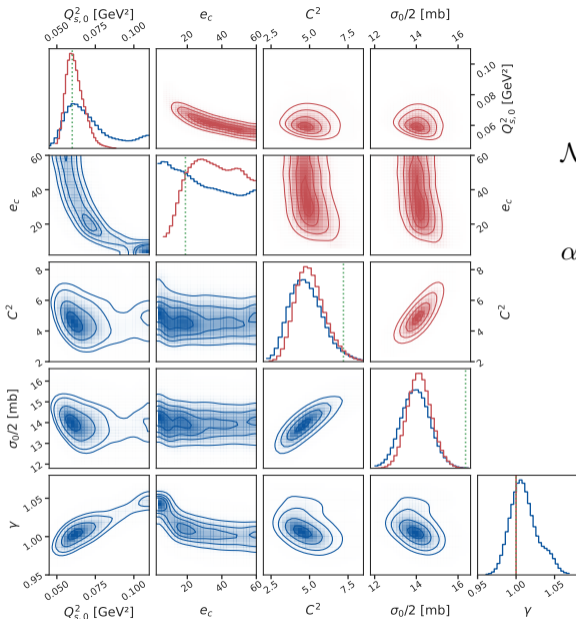 Q²s,0 [GeV²] e_c C² σ₀/2 [mb]
0.050 0.075 0.100 20 40 60 2.5 5.0 7.5 12 14 16
0.10
0.08
0.06
Q²s,0 [GeV²]
𝒩
60
40
20
e_c
20
40
60
e_c
α
8
6
4
2
C²
2
4
6
8
C²
16
15
14
13
12
σ₀/2 [mb]
1.05
1.00
0.95
γ
0.050 0.075 0.100 20 40 60 2.5 5.0 7.5 12 14 16 0.95 1.00 1.05
Q²s,0 [GeV²] e_c C² σ₀/2 [mb] γ